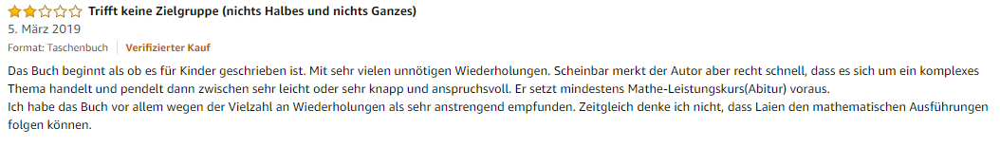 Trifft keine Zielgruppe (nichts Halbes und nichts Ganzes)
5. März 2019
Format: Taschenbuch | Verifizierter Kauf
Das Buch beginnt als ob es für Kinder geschrieben ist. Mit sehr vielen unnötigen Wiederholungen. Scheinbar merkt der Autor aber recht schnell, dass es sich um ein komplexes
Thema handelt und pendelt dann zwischen sehr leicht oder sehr knapp und anspruchsvoll. Er setzt mindestens Mathe-Leistungskurs(Abitur) voraus.
Ich habe das Buch vor allem wegen der Vielzahl an Wiederholungen als sehr anstrengend empfunden. Zeitgleich denke ich nicht, dass Laien den mathematischen Ausführungen
folgen können.